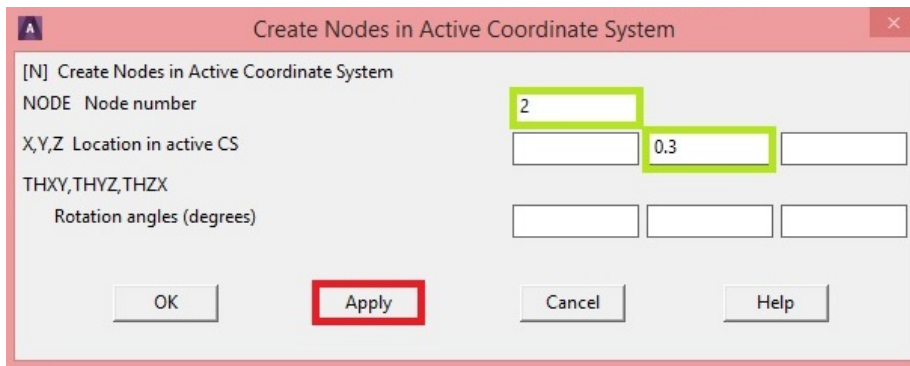 A
Create Nodes in Active Coordinate System
×
[N] Create Nodes in Active Coordinate System
NODE Node number 2
X,Y,Z Location in active CS 0.3
THXY,THYZ,THZX
Rotation angles (degrees)
OK Apply Cancel Help